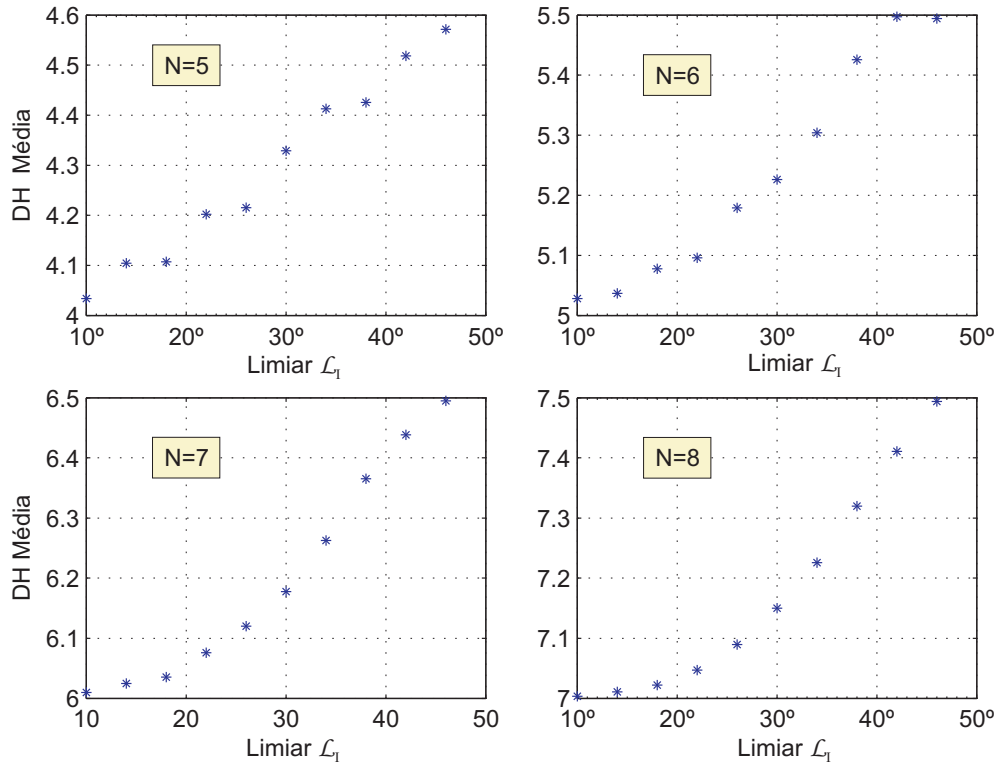 4.6
4.5
4.4
4.3
4.2
4.1
4
DH Média
N=5
10º 20º 30º 40º 50º
Limiar ℒI
5.5
5.4
5.3
5.2
5.1
5
N=6
10º 20º 30º 40º 50º
Limiar ℒI
6.5
6.4
6.3
6.2
6.1
6
DH Média
N=7
10 20 30 40 50
Limiar ℒI
7.5
7.4
7.3
7.2
7.1
7
N=8
10º 20º 30º 40º 50º
Limiar ℒI